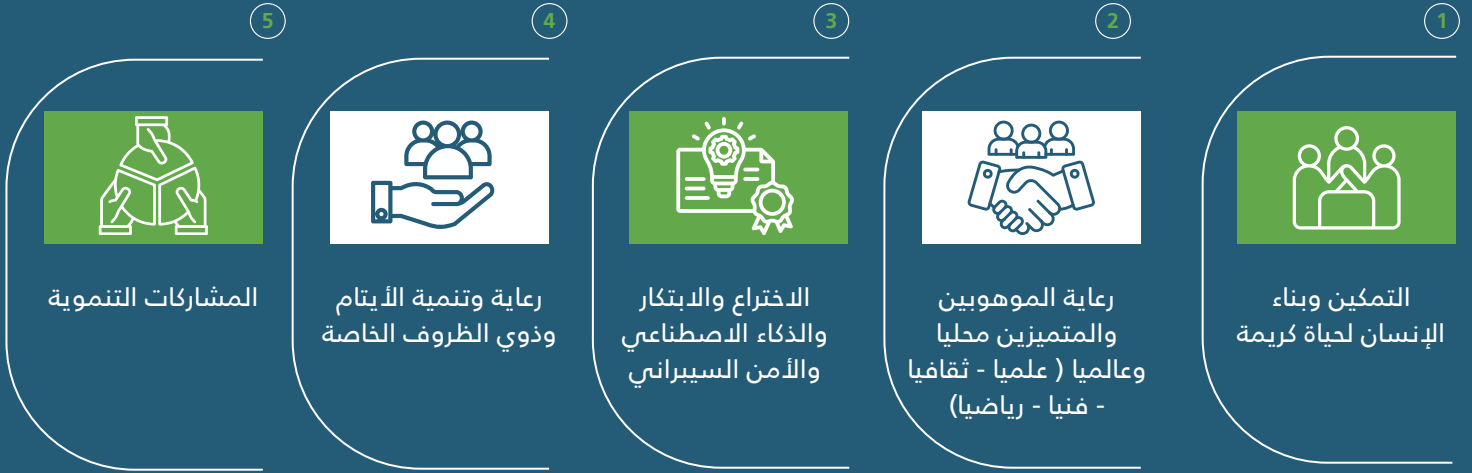 1
التمكين وبناء
الإنسان لحياة كريمة
2
رعاية الموهوبين
والمتميزين محليا
وعالميا ( علميا - ثقافيا
- فنيا - رياضيا)
3
الاختراع والابتكار
والذكاء الاصطناعي
والأمن السيبراني
4
رعاية وتنمية الأيتام
وذوي الظروف الخاصة
5
المشاركات التنموية